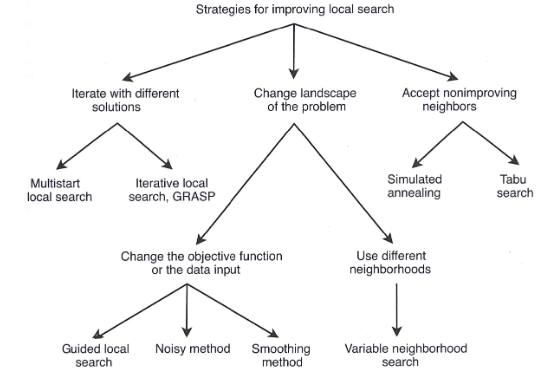 Strategies for improving local search
Iterate with different
solutions
Change landscape
of the problem
Accept nonimproving
neighbors
Multistart
local search
Iterative local
search, GRASP
Simulated
annealing
Tabu
search
Change the objective function
or the data input
Use different
neighborhoods
Guided local
search
Noisy method
Smoothing
method
Variable neighborhood
search